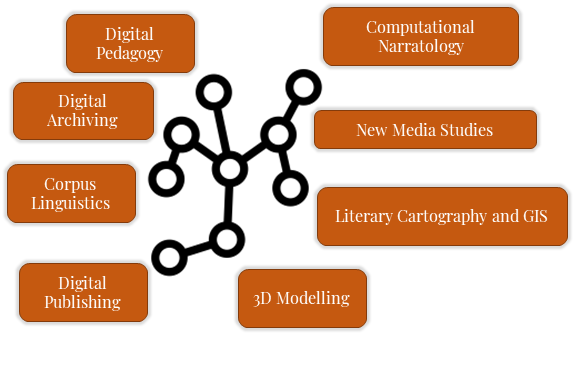 Digital
Pedagogy
Computational
Narratology
Digital
Archiving
New Media Studies
Corpus
Linguistics
Literary Cartography and GIS
Digital
Publishing
3D Modelling